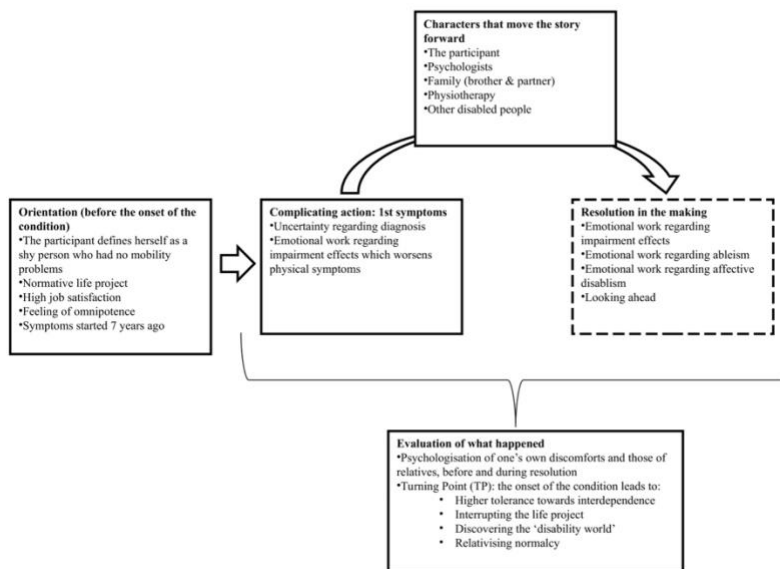 Characters that move the story
forward
•The participant
•Psychologists
•Family (brother & partner)
•Physiotherapy
•Other disabled people
Orientation (before the onset of the
condition)
•The participant defines herself as a
shy person who had no mobility
problems
•Normative life project
•High job satisfaction
•Feeling of omnipotence
•Symptoms started 7 years ago
Complicating action: 1st symptoms
•Uncertainty regarding diagnosis
•Emotional work regarding
impairment effects which worsens
physical symptoms
Resolution in the making
•Emotional work regarding
impairment effects
•Emotional work regarding ableism
•Emotional work regarding affective
disablism
•Looking ahead
Evaluation of what happened
•Psychologisation of one’s own discomforts and those of
relatives, before and during resolution
•Turning Point (TP): the onset of the condition leads to:
• Higher tolerance towards interdependence
• Interrupting the life project
• Discovering the ‘disability world’
• Relativising normalcy